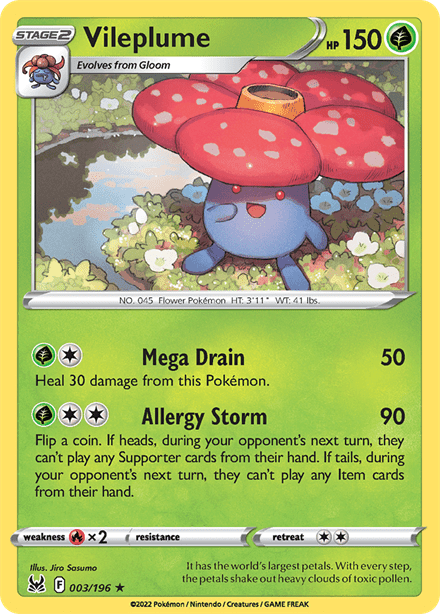 STAGE 2 Vileplume HP 150
Evolves from Gloom
NO. 045 Flower Pokémon HT: 3'11" WT: 41 lbs.
Mega Drain 50
Heal 30 damage from this Pokémon.
Allergy Storm 90
Flip a coin. If heads, during your opponent's next turn, they
can't play any Supporter cards from their hand. If tails, during
your opponent's next turn, they can't play any Item cards
from their hand.
weakness ×2 resistance retreat
Illus. Jiro Sasumo
It has the world's largest petals. With every step,
the petals shake out heavy clouds of toxic pollen.
F 003/196 ★
©2022 Pokémon / Nintendo / Creatures / GAME FREAK